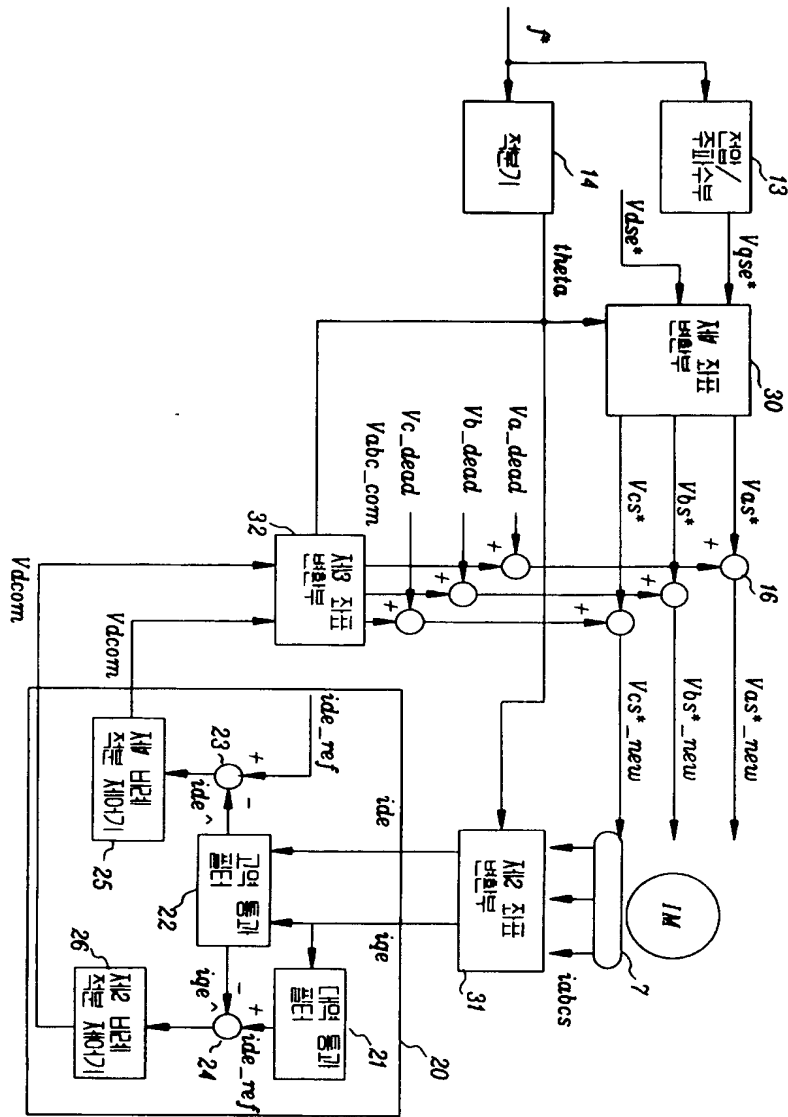 f*
전압/
주파수부
13
적분기
14
Vqse*
Vdse*
theta
제1 좌표
변환부
30
Vas*
Vbs*
Vcs*
Va_dead
Vb_dead
Vc_dead
Vabc_com
+
+
+
+
+
+
16
제3 좌표
변환부
32
Vdcom
Vdcom
Vas*_new
Vbs*_new
Vcs*_new
IM
7
iabcs
제2 좌표
변환부
31
ide
iqe
20
ide_ref
+
-
23
ide^
제1 비례
적분 제어기
25
고역 통과
필터
22
대역 통과
필터
21
ide_ref
+
-
iqe^
24
제2 비례
적분 제어기
26